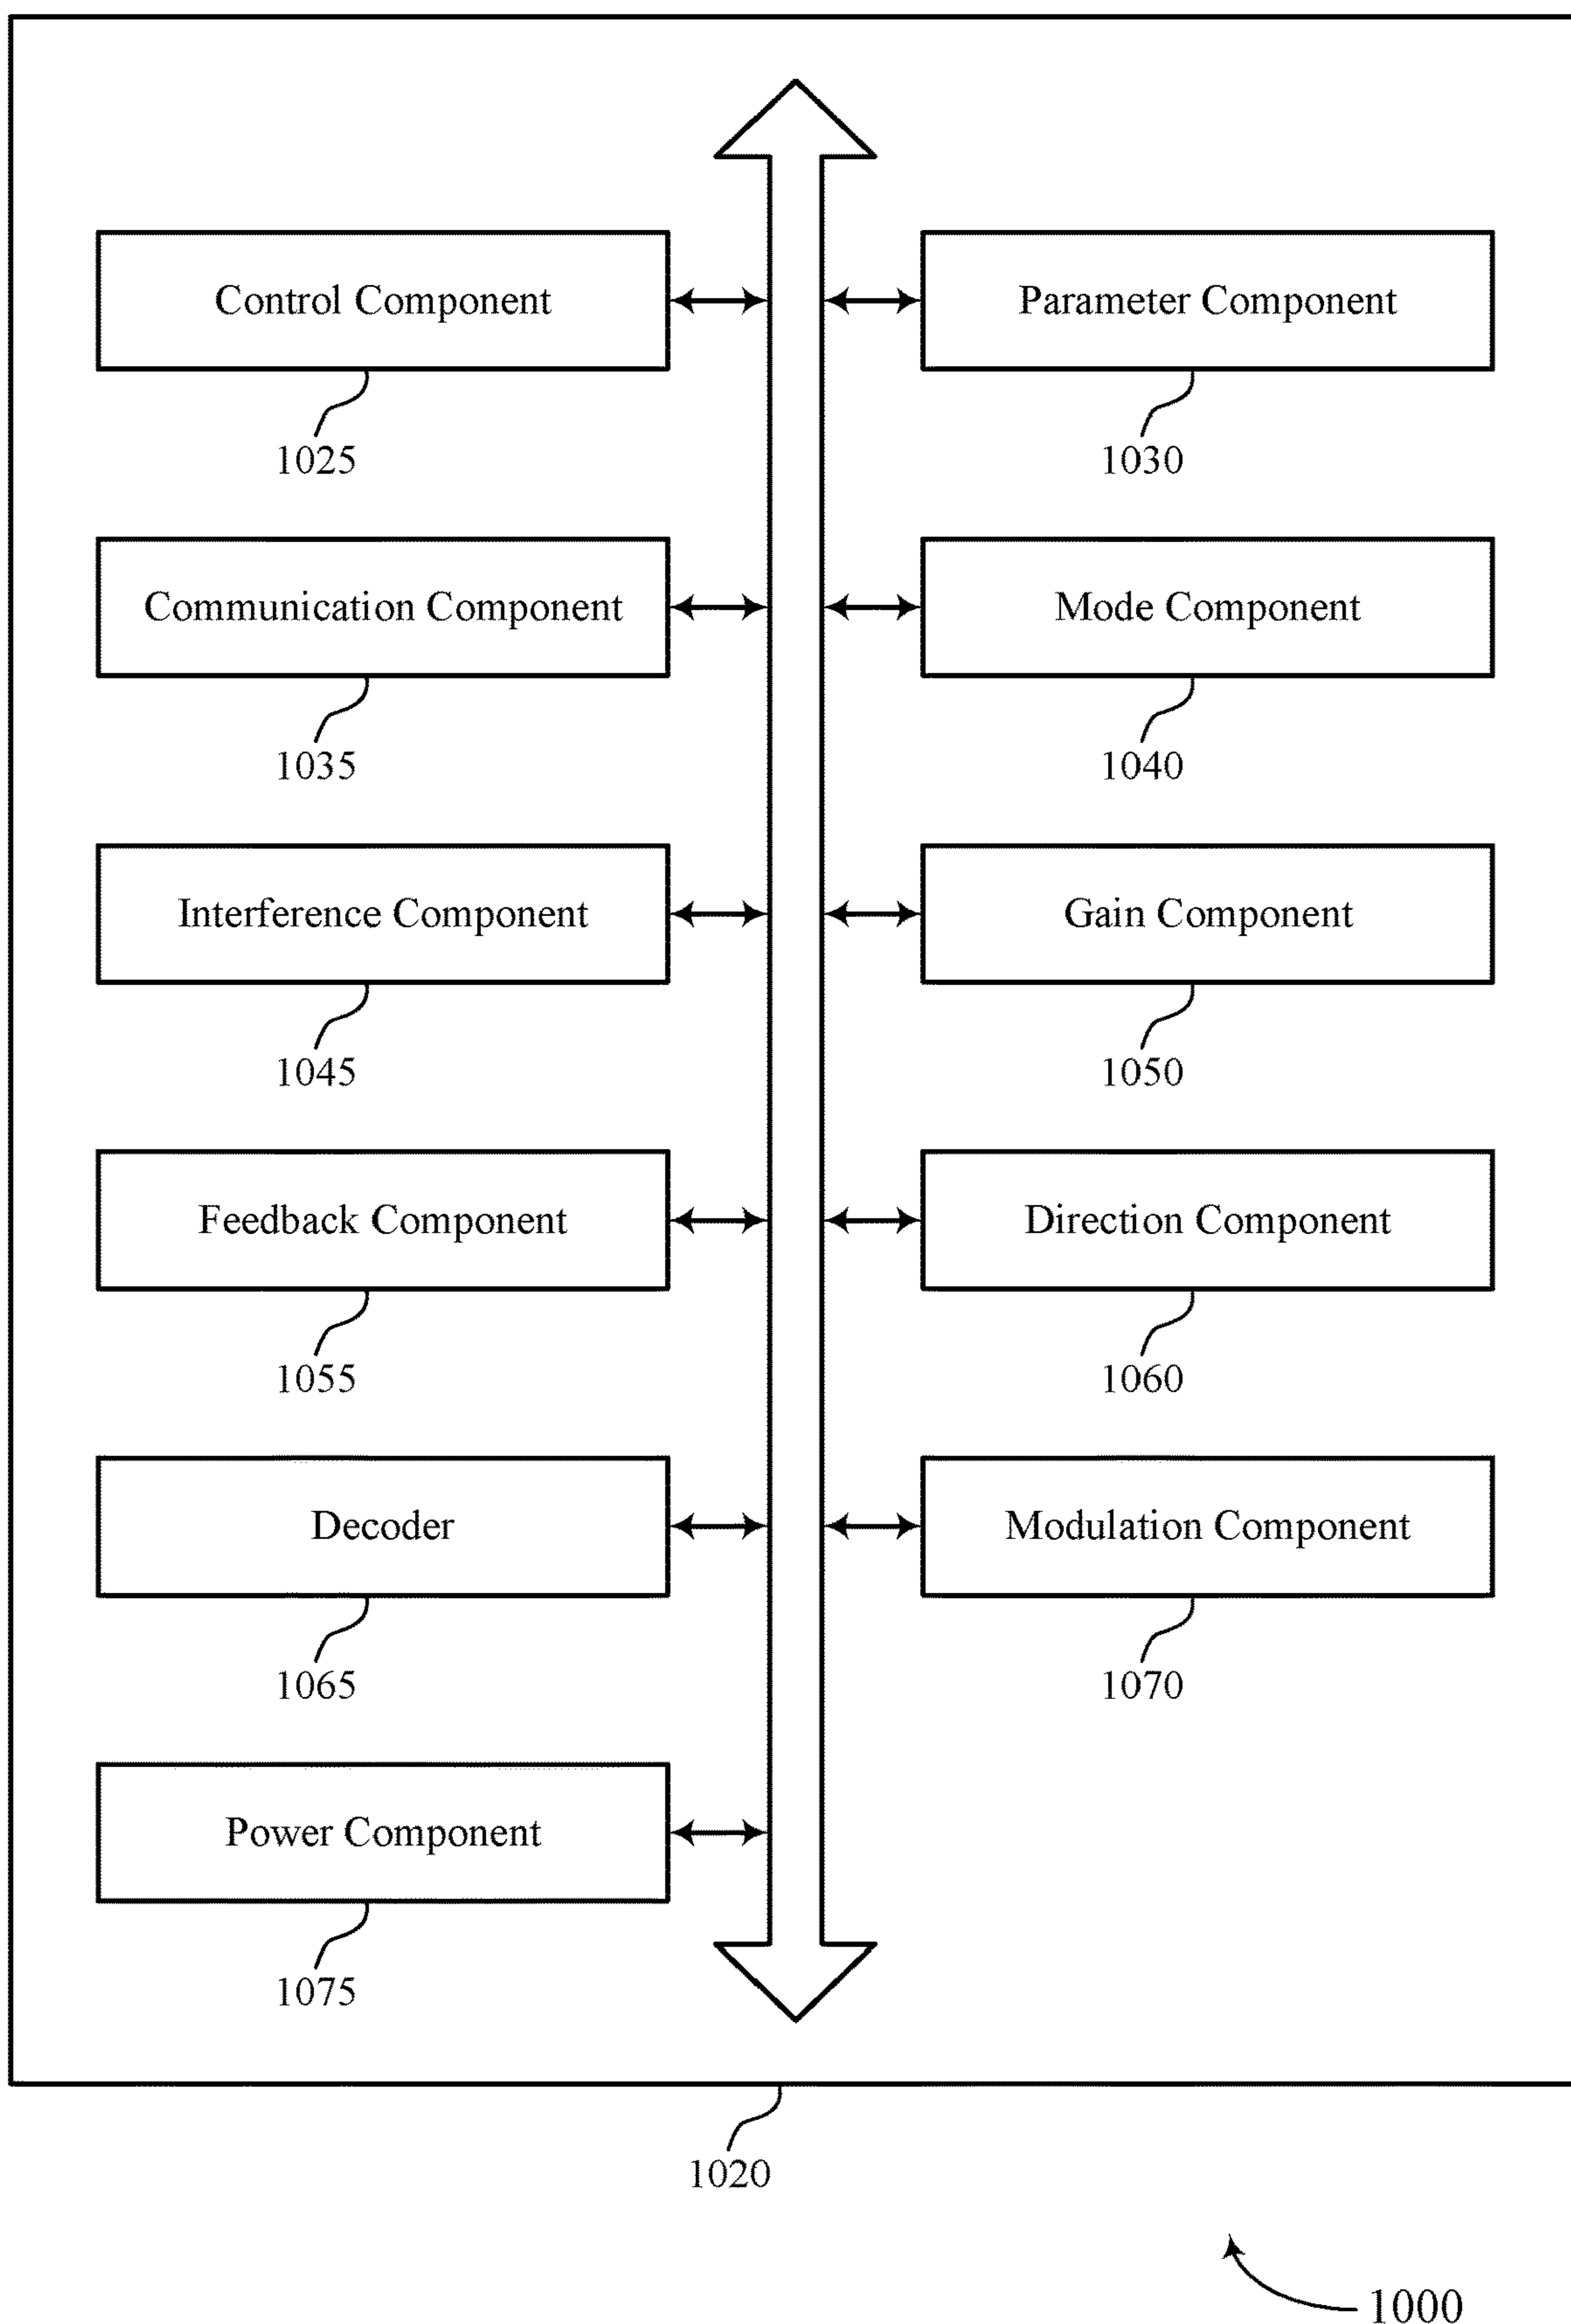 Control Component
Parameter Component
1025
1030
Communication Component
Mode Component
1035
1040
Interference Component
Gain Component
1045
1050
Feedback Component
Direction Component
1055
1060
Decoder
Modulation Component
1065
1070
Power Component
1075
1020
1000